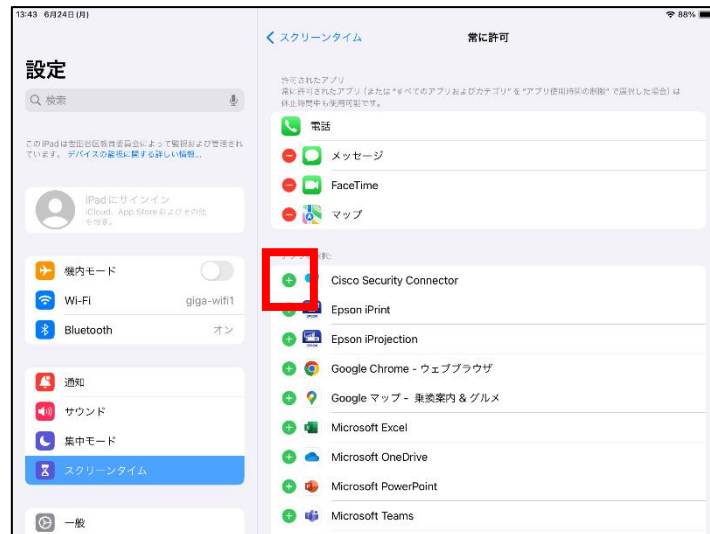 13:43 6月24日(月)
88%
スクリーンタイム
常に許可
設定
検索
このiPadは世田谷区教育委員会によって監視および管理されています。デバイスの監視に関する詳しい情報...
iPadにサインイン
iCloud、App Storeおよびその他
を設定。
機内モード
Wi-Fi giga-wifi1
Bluetooth オン
通知
サウンド
集中モード
スクリーンタイム
一般
許可されたアプリ
常に許可されたアプリ(または"すべてのアプリおよびカテゴリ"を"アプリ使用時間の制限"で選択した場合)は
休止時間中も使用可能です。
電話
メッセージ
FaceTime
マップ
Cisco Security Connector
Epson iPrint
Epson iProjection
Google Chrome - ウェブブラウザ
Google マップ - 乗換案内 & グルメ
Microsoft Excel
Microsoft OneDrive
Microsoft PowerPoint
Microsoft Teams